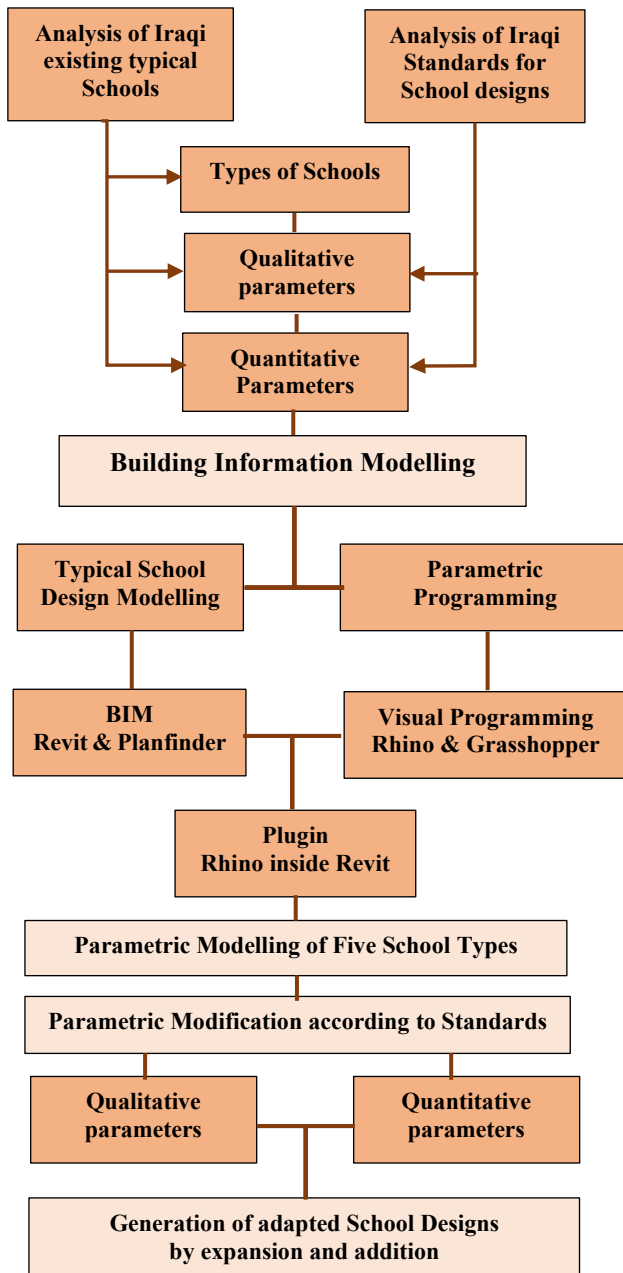 Analysis of Iraqi
existing typical
Schools
Analysis of Iraqi
Standards for
School designs
Types of Schools
Qualitative
parameters
Quantitative
Parameters
Building Information Modelling
Typical School
Design Modelling
Parametric
Programming
BIM
Revit & Planfinder
Visual Programming
Rhino & Grasshopper
Plugin
Rhino inside Revit
Parametric Modelling of Five School Types
Parametric Modification according to Standards
Qualitative
parameters
Quantitative
parameters
Generation of adapted School Designs
by expansion and addition